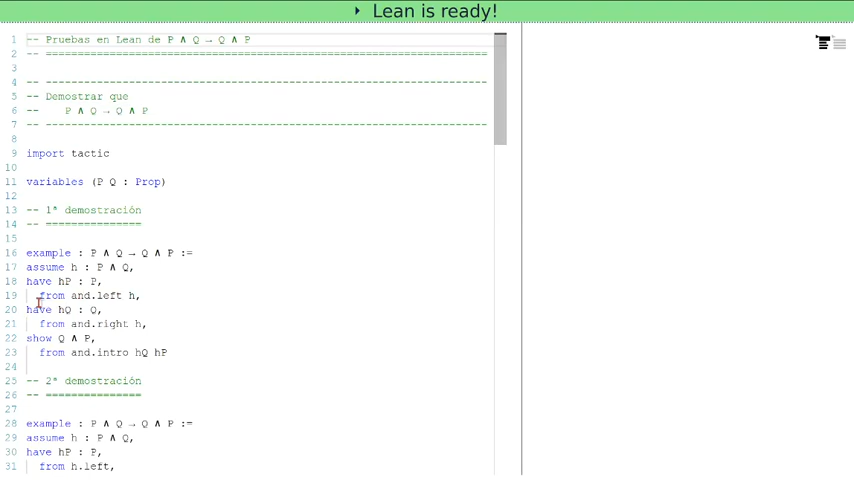 Lean is ready!
1 -- Pruebas en Lean de P ∧ Q → Q ∧ P
2 -- =====================================================================
3
4 -- ---------------------------------------------------------------------
5 -- Demostrar que
6 --    P ∧ Q → Q ∧ P
7 -- ---------------------------------------------------------------------
8
9 import tactic
10
11 variables (P Q : Prop)
12
13 -- 1ª demostración
14 -- ===============
15
16 example : P ∧ Q → Q ∧ P :=
17 assume h : P ∧ Q,
18 have hP : P,
19   from and.left h,
20 have hQ : Q,
21   from and.right h,
22 show Q ∧ P,
23   from and.intro hQ hP
24
25 -- 2ª demostración
26 -- ===============
27
28 example : P ∧ Q → Q ∧ P :=
29 assume h : P ∧ Q,
30 have hP : P,
31   from h.left,